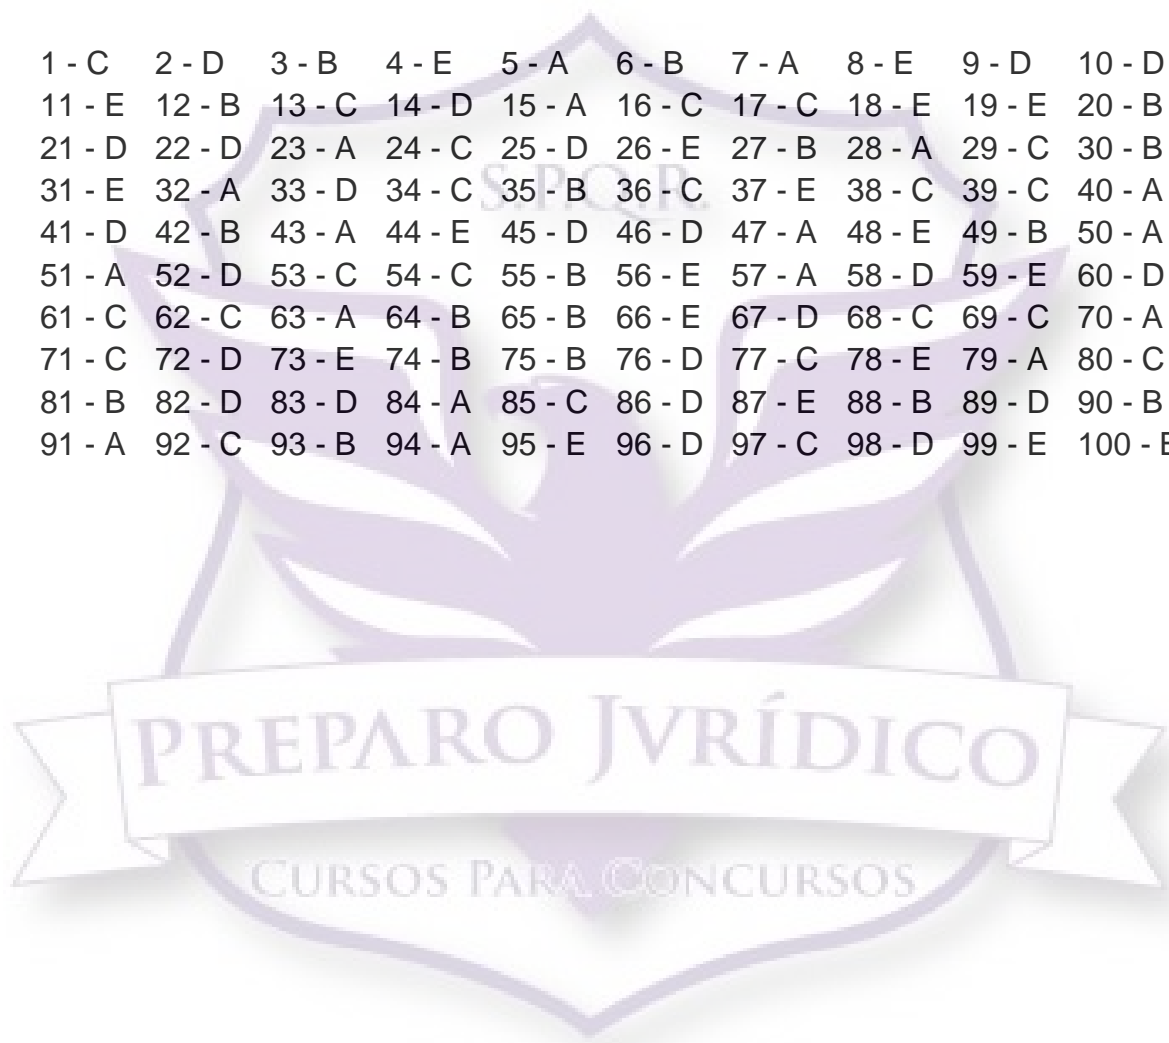 1 - C 2 - D 3 - B 4 - E 5 - A 6 - B 7 - A 8 - E 9 - D 10 - D
11 - E 12 - B 13 - C 14 - D 15 - A 16 - C 17 - C 18 - E 19 - E 20 - B
21 - D 22 - D 23 - A 24 - C 25 - D 26 - E 27 - B 28 - A 29 - C 30 - B
S.P.Q.R.
31 - E 32 - A 33 - D 34 - C 35 - B 36 - C 37 - E 38 - C 39 - C 40 - A
41 - D 42 - B 43 - A 44 - E 45 - D 46 - D 47 - A 48 - E 49 - B 50 - A
51 - A 52 - D 53 - C 54 - C 55 - B 56 - E 57 - A 58 - D 59 - E 60 - D
61 - C 62 - C 63 - A 64 - B 65 - B 66 - E 67 - D 68 - C 69 - C 70 - A
71 - C 72 - D 73 - E 74 - B 75 - B 76 - D 77 - C 78 - E 79 - A 80 - C
81 - B 82 - D 83 - D 84 - A 85 - C 86 - D 87 - E 88 - B 89 - D 90 - B
91 - A 92 - C 93 - B 94 - A 95 - E 96 - D 97 - C 98 - D 99 - E 100 -
PREPARO JVRÍDICO
CURSOS PARA CONCURSOS